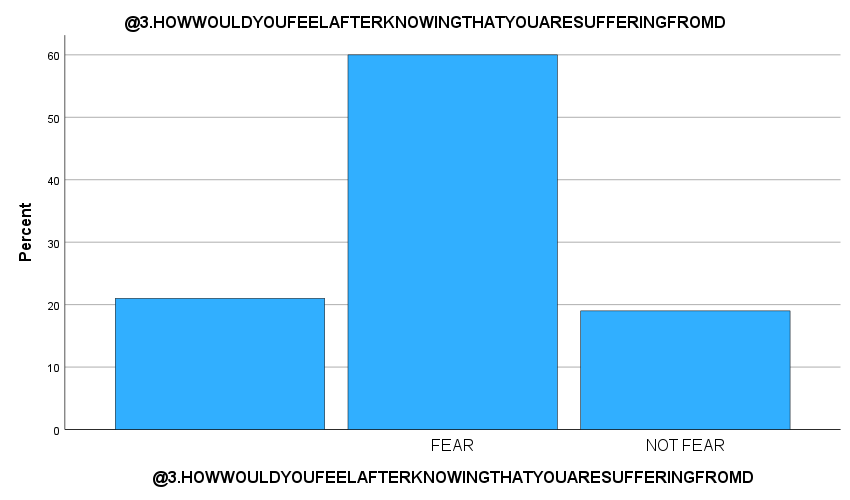 @3.HOWWOULDYOUFEELAFTERKNOWINGTHATYOUARESUFFERINGFROMD
60
50
40
30
20
10
0
Percent
FEAR NOT FEAR
@3.HOWWOULDYOUFEELAFTERKNOWINGTHATYOUARESUFFERINGFROMD